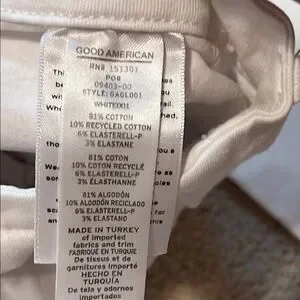 GOOD AMERICAN
RN# 151301
PO#
09403-00
STYLE: GAGL001
WHITE001
81% COTTON
10% RECYCLED COTTON
6% ELASTERELL-P
3% ELASTANE
81% COTON
10% COTON RECYCLÉ
6% ELASTERELL-P
3% ÉLASTHANNE
81% ALGODÓN
10% ALGODÓN RECICLADO
6% ELASTERELL-P
3% ELASTANO
MADE IN TURKEY
of imported
fabrics and trim
FABRIQUÉ EN TURQUIE
De tissus et de
garnitures importé
HECHO EN
TURQUÍA
De tela y adornos
importados